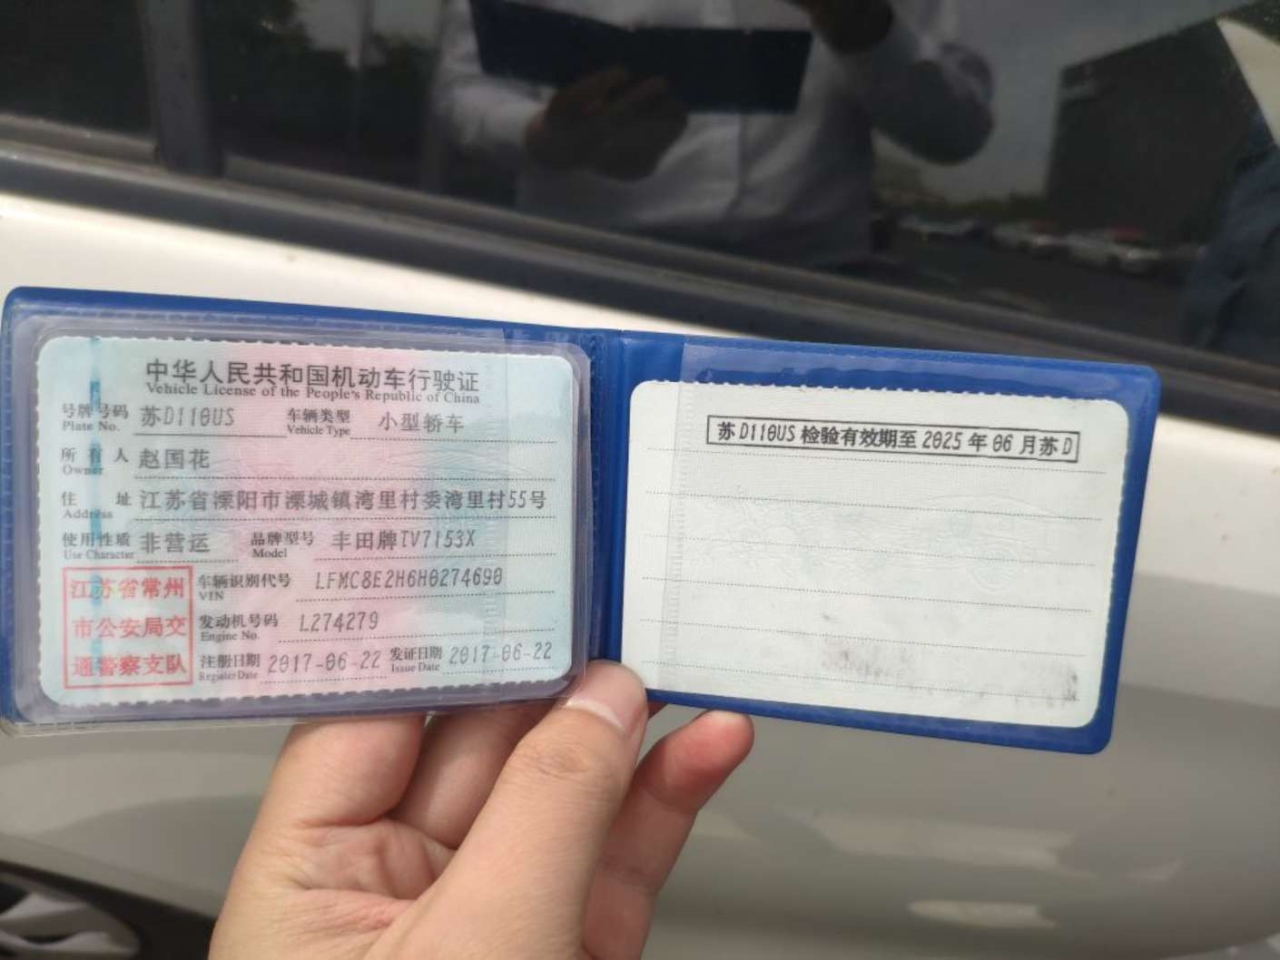 中华人民共和国机动车行驶证
Vehicle License of the People's Republic of China
号牌号码 苏D110US 车辆类型 小型轿车
Plate No. Vehicle Type
所有人 赵国花
Owner
住址 江苏省溧阳市溧城镇湾里村委湾里村55号
Address
使用性质 非营运 品牌型号 丰田牌TV7153X
Use Character Model
江苏省常州
市公安局交
通警察支队
车辆识别代号 LFMC8E2H6H0274690
VIN
发动机号码 L274279
Engine No.
注册日期 2017-06-22 发证日期 2017-06-22
Register Date Issue Date
苏D110US检验有效期至2025年06月苏D